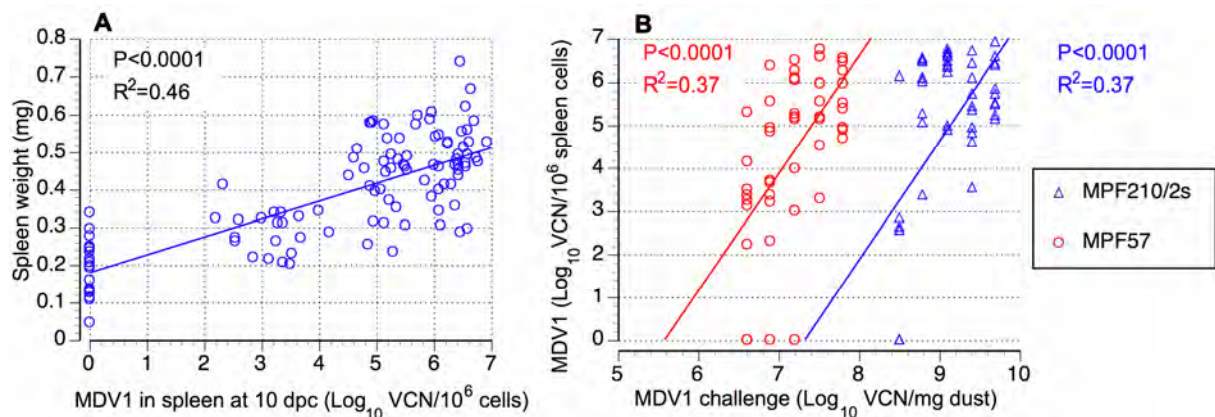 A
P<0.0001
R²=0.46
Spleen weight (mg)
0.8
0.7
0.6
0.5
0.4
0.3
0.2
0.1
0
0 1 2 3 4 5 6 7
MDV1 in spleen at 10 dpc (Log₁₀ VCN/10⁶ cells)
B
P<0.0001
R²=0.37
P<0.0001
R²=0.37
MDV1 (Log₁₀VCN/10⁶ spleen cells)
7
6
5
4
3
2
1
0
5 6 7 8 9 10
MDV1 challenge (Log₁₀ VCN/mg dust)
MPF210/2s
MPF57